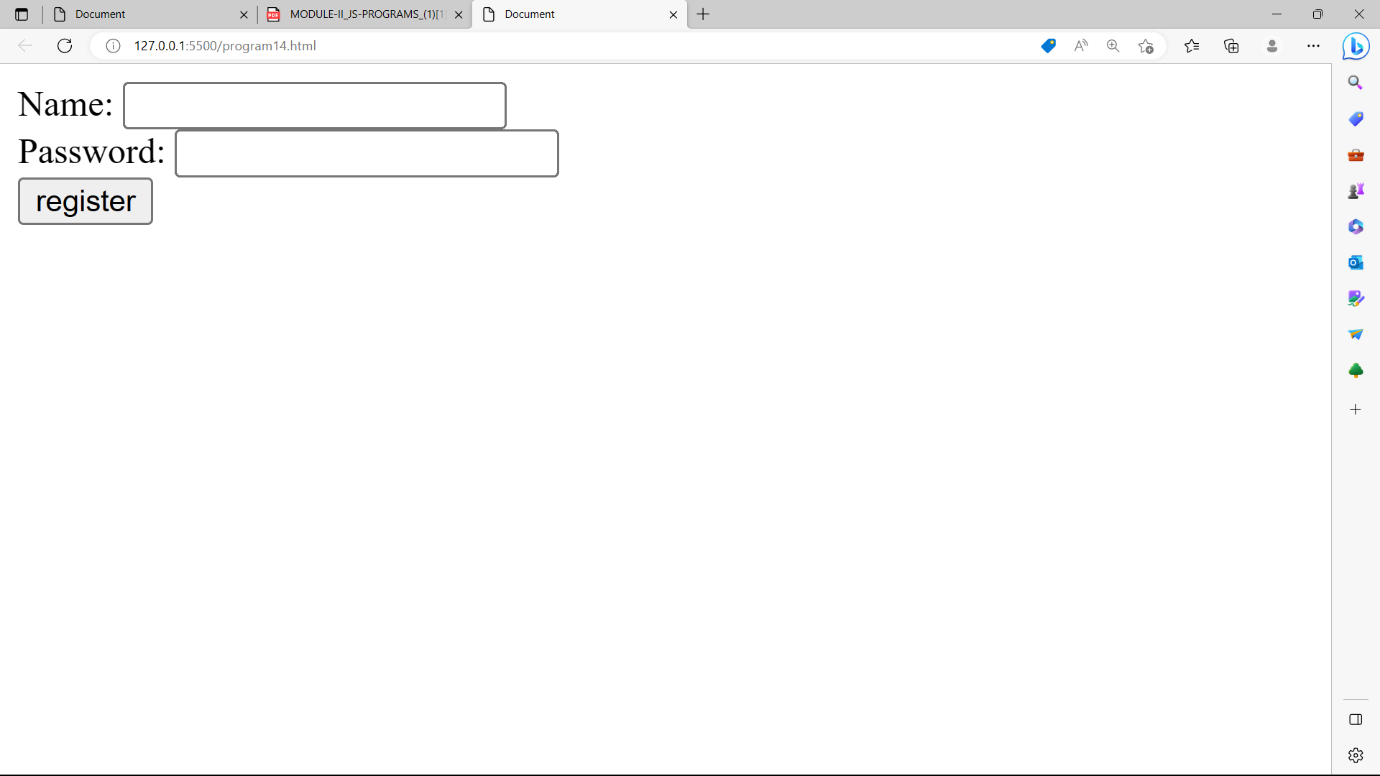 Document
MODULE-II_JS-PROGRAMS_(1)[1]
Document
127.0.0.1:5500/program14.html
Name:
Password:
register